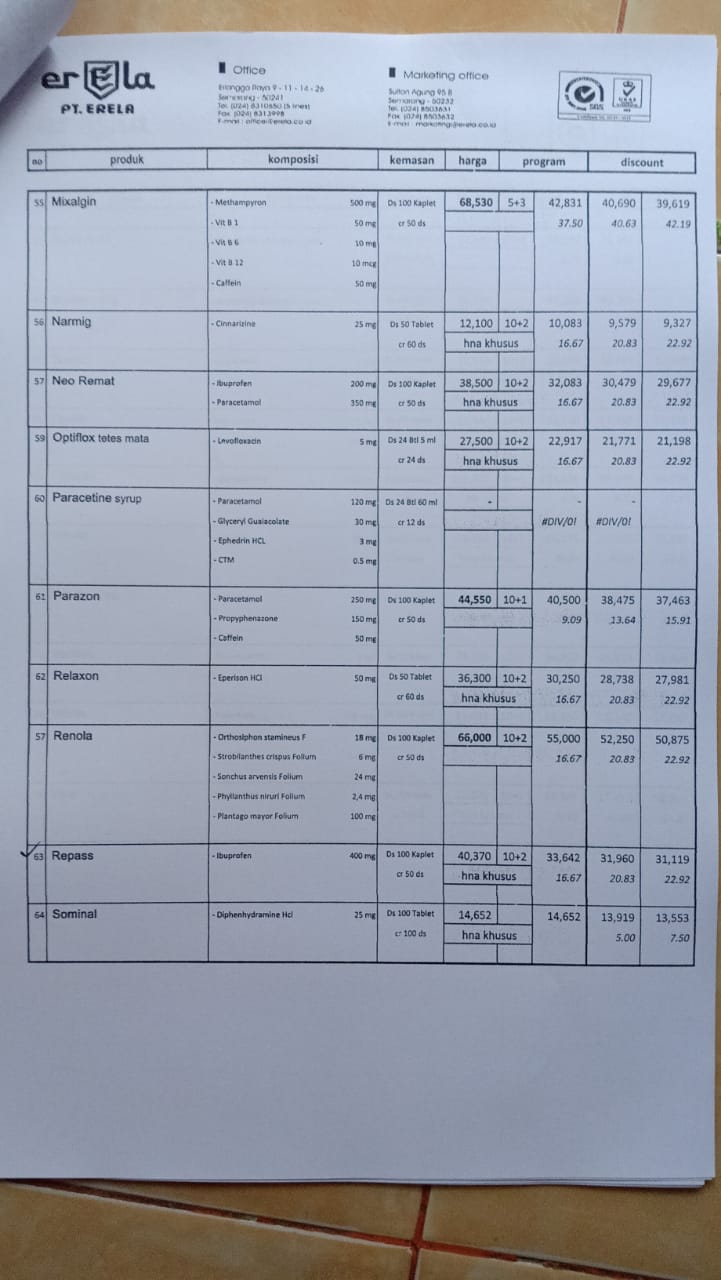 erela
PT. ERELA
Office
Erlangga Raya 9 - 11 - 14 - 26
Semarang - 50241
Tel. (024) 8310550 (5 lines)
Fax (024) 8313998
E-mail : office@erela.co.id
Marketing office
Sultan Agung 95 B
Semarang - 50232
Tel. (024) 8503631
Fax (024) 8503632
E-mail : marketing@erela.co.id
SGS
UKAS
no produk komposisi kemasan harga program discount
55 Mixalgin - Methampyron 500 mg Ds 100 Kaplet 68,530 5+3 42,831 40,690 39,619
- Vit B 1 50 mg cr 50 ds 37.50 40.63 42.19
- Vit B 6 10 mg
- Vit B 12 10 mcg
- Caffein 50 mg
56 Narmig - Cinnarizine 25 mg Ds 50 Tablet 12,100 10+2 10,083 9,579 9,327
cr 60 ds hna khusus 16.67 20.83 22.92
57 Neo Remat - Ibuprofen 200 mg Ds 100 Kaplet 38,500 10+2 32,083 30,479 29,677
- Paracetamol 350 mg cr 50 ds hna khusus 16.67 20.83 22.92
59 Optiflox tetes mata - Levofloxacin 5 mg Ds 24 Btl 5 ml 27,500 10+2 22,917 21,771 21,198
cr 24 ds hna khusus 16.67 20.83 22.92
60 Paracetine syrup - Paracetamol 120 mg Ds 24 Btl 60 ml - - -
- Glyceryl Guaiacolate 30 mg cr 12 ds #DIV/0! #DIV/0!
- Ephedrin HCL 3 mg
- CTM 0.5 mg
61 Parazon - Paracetamol 250 mg Ds 100 Kaplet 44,550 10+1 40,500 38,475 37,463
- Propyphenazone 150 mg cr 50 ds 9.09 13.64 15.91
- Caffein 50 mg
62 Relaxon - Eperison HCl 50 mg Ds 50 Tablet 36,300 10+2 30,250 28,738 27,981
cr 60 ds hna khusus 16.67 20.83 22.92
57 Renola - Orthosiphon stamineus F 18 mg Ds 100 Kaplet 66,000 10+2 55,000 52,250 50,875
- Strobilanthes crispus Folium 6 mg cr 50 ds 16.67 20.83 22.92
- Sonchus arvensis Folium 24 mg
- Phyllanthus niruri Folium 2,4 mg
- Plantago mayor Folium 100 mg
63 Repass - Ibuprofen 400 mg Ds 100 Kaplet 40,370 10+2 33,642 31,960 31,119
cr 50 ds hna khusus 16.67 20.83 22.92
64 Sominal - Diphenhydramine Hcl 25 mg Ds 100 Tablet 14,652 14,652 13,919 13,553
cr 100 ds hna khusus 5.00 7.50